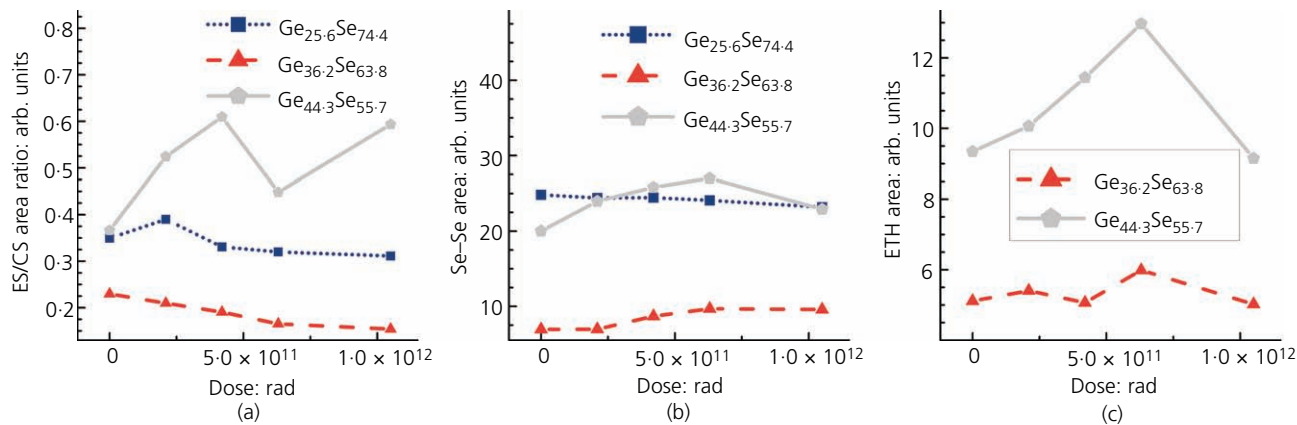 0·8
0·7
0·6
0·5
0·4
0·3
0·2
ES/CS area ratio: arb. units
Ge25·6Se74·4
Ge36·2Se63·8
Ge44·3Se55·7
0
5·0 × 10¹¹
1·0 × 10¹²
Dose: rad
(a)
40
30
20
10
Se–Se area: arb. units
Ge25·6Se74·4
Ge36·2Se63·8
Ge44·3Se55·7
0
5·0 × 10¹¹
1·0 × 10¹²
Dose: rad
(b)
12
10
8
6
ETH area: arb. units
Ge36·2Se63·8
Ge44·3Se55·7
0
5·0 × 10¹¹
1·0 × 10¹²
Dose: rad
(c)